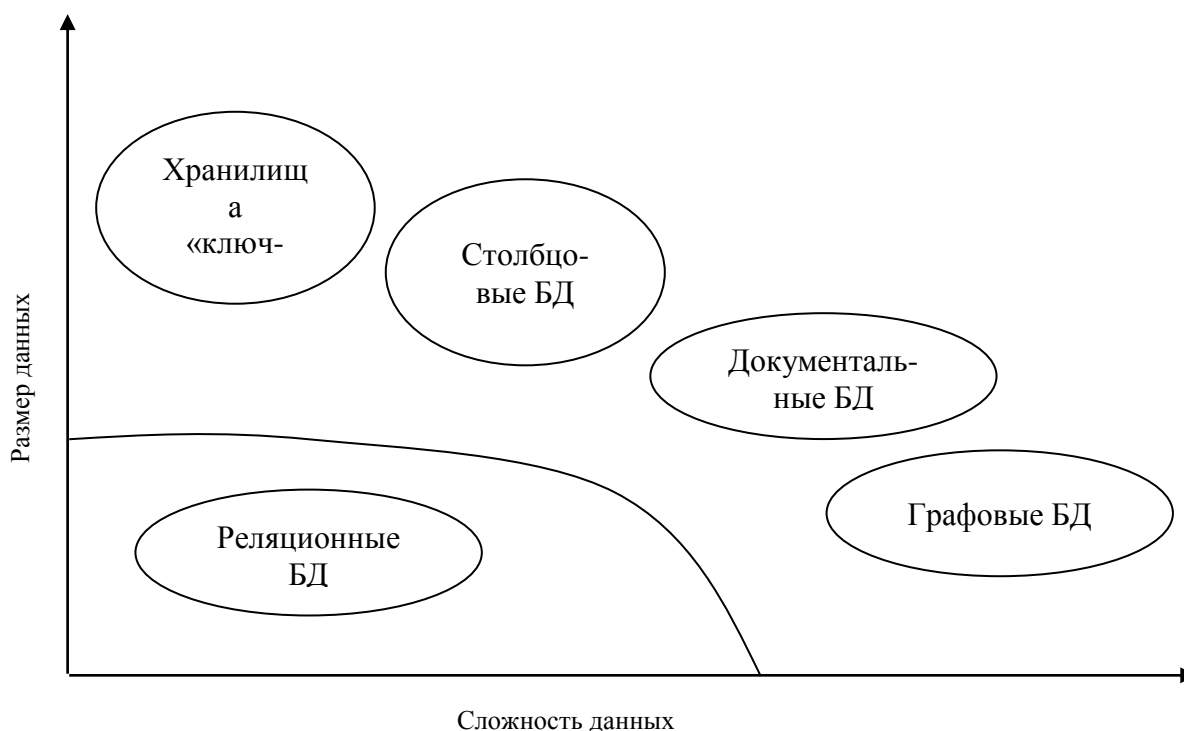 Хранилищ
а
«ключ-
Столбцо-
вые БД
Документаль-
ные БД
Графовые БД
Реляционные
БД
Размер данных
Сложность данных